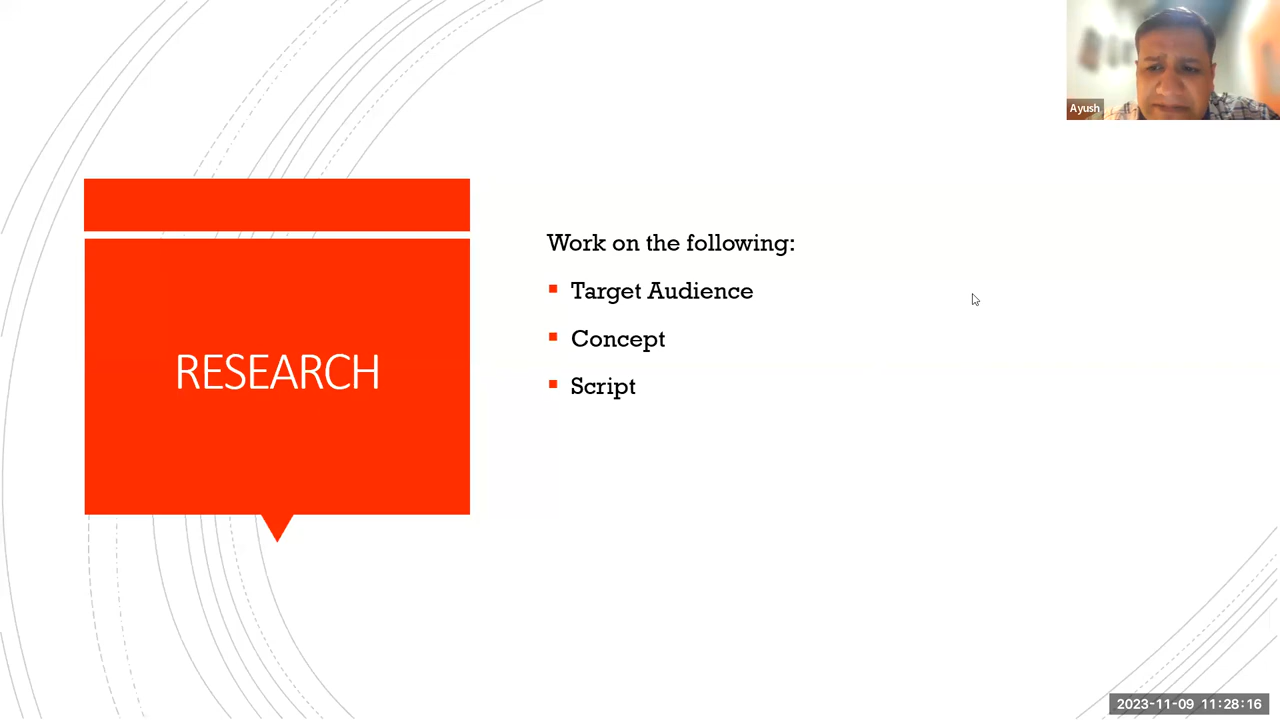 Ayush
RESEARCH
Work on the following:
Target Audience
Concept
Script
2023-11-09 11:28:16